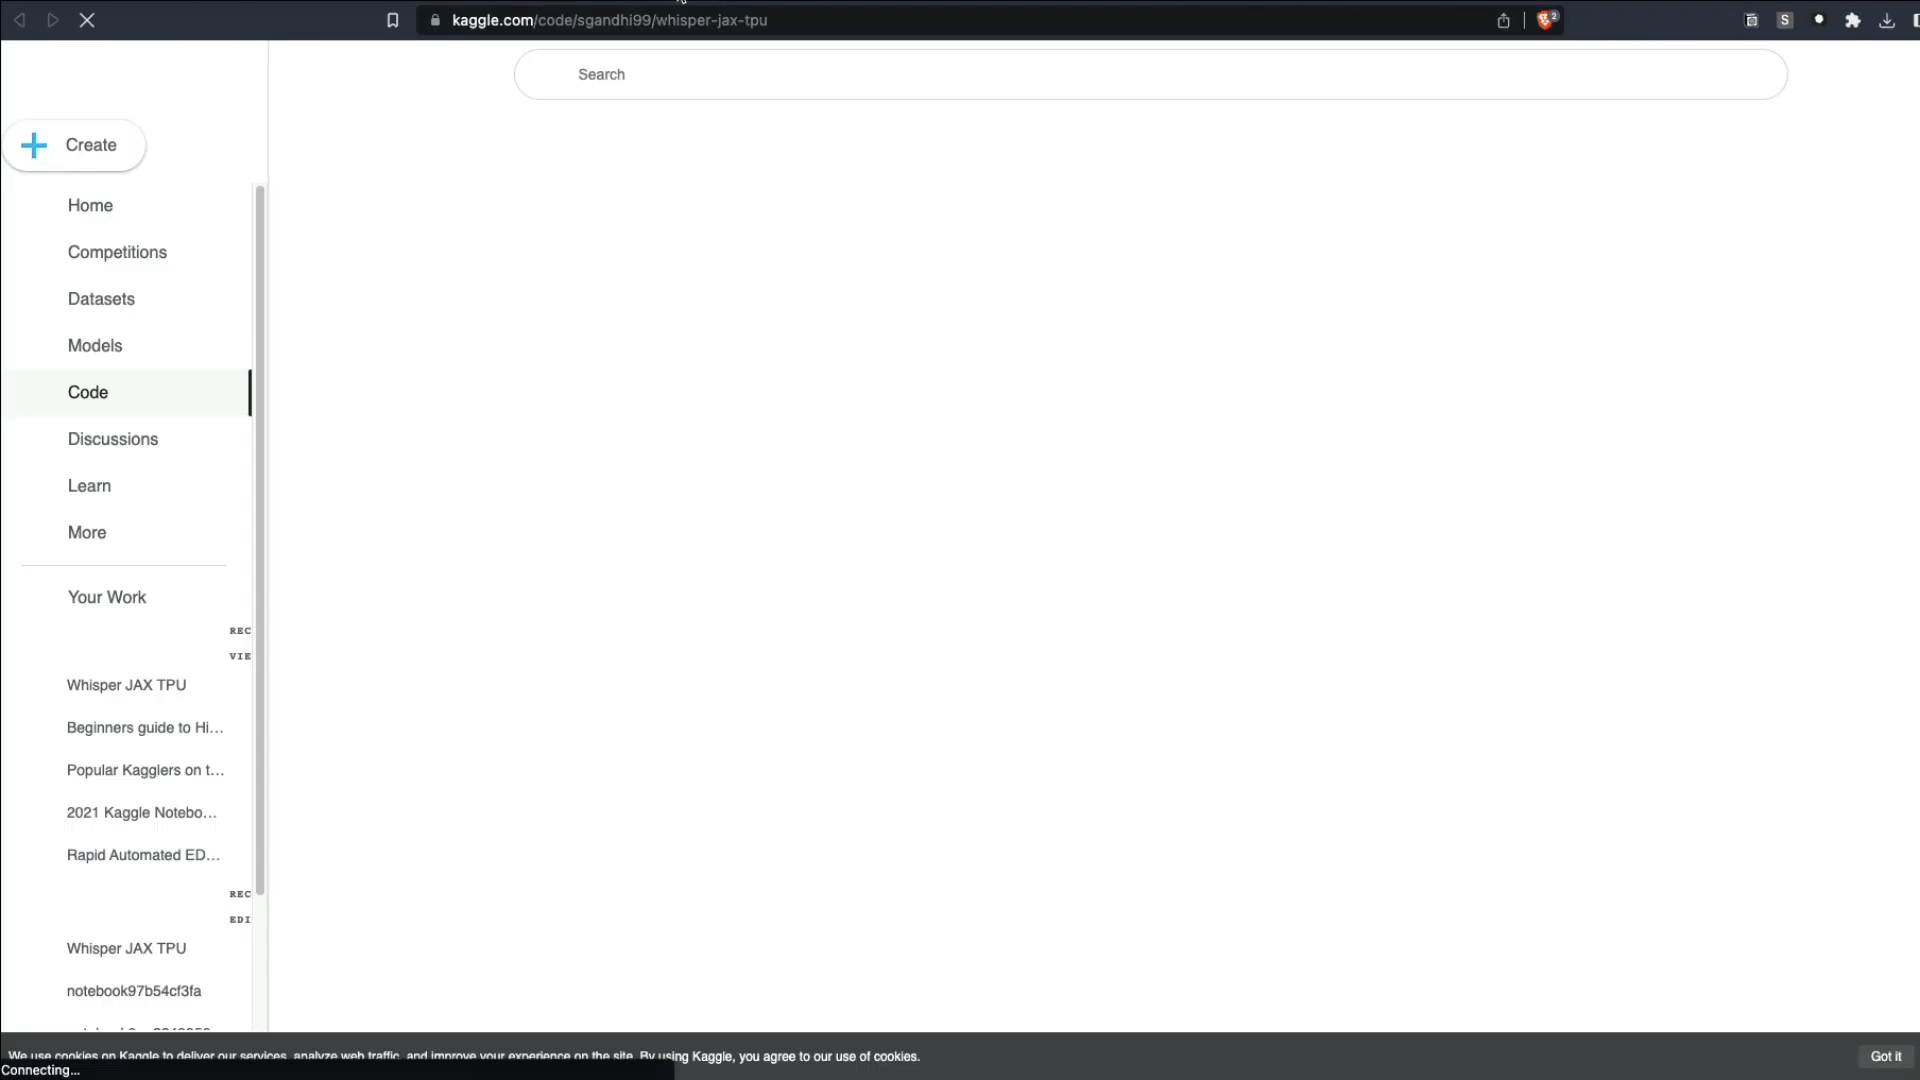 kaggle.com/code/sgandhi99/whisper-jax-tpu
2
S
Search
Create
Home
Competitions
Datasets
Models
Code
Discussions
Learn
More
Your Work
REC
VIE
Whisper JAX TPU
Beginners guide to Hi...
Popular Kagglers on t...
2021 Kaggle Notebo...
Rapid Automated ED...
REC
EDI
Whisper JAX TPU
notebook97b54cf3fa
We use cookies on Kaggle to deliver our services, analyze web traffic, and improve your experience on the site. By using Kaggle, you agree to our use of cookies.
Got it
Connecting...